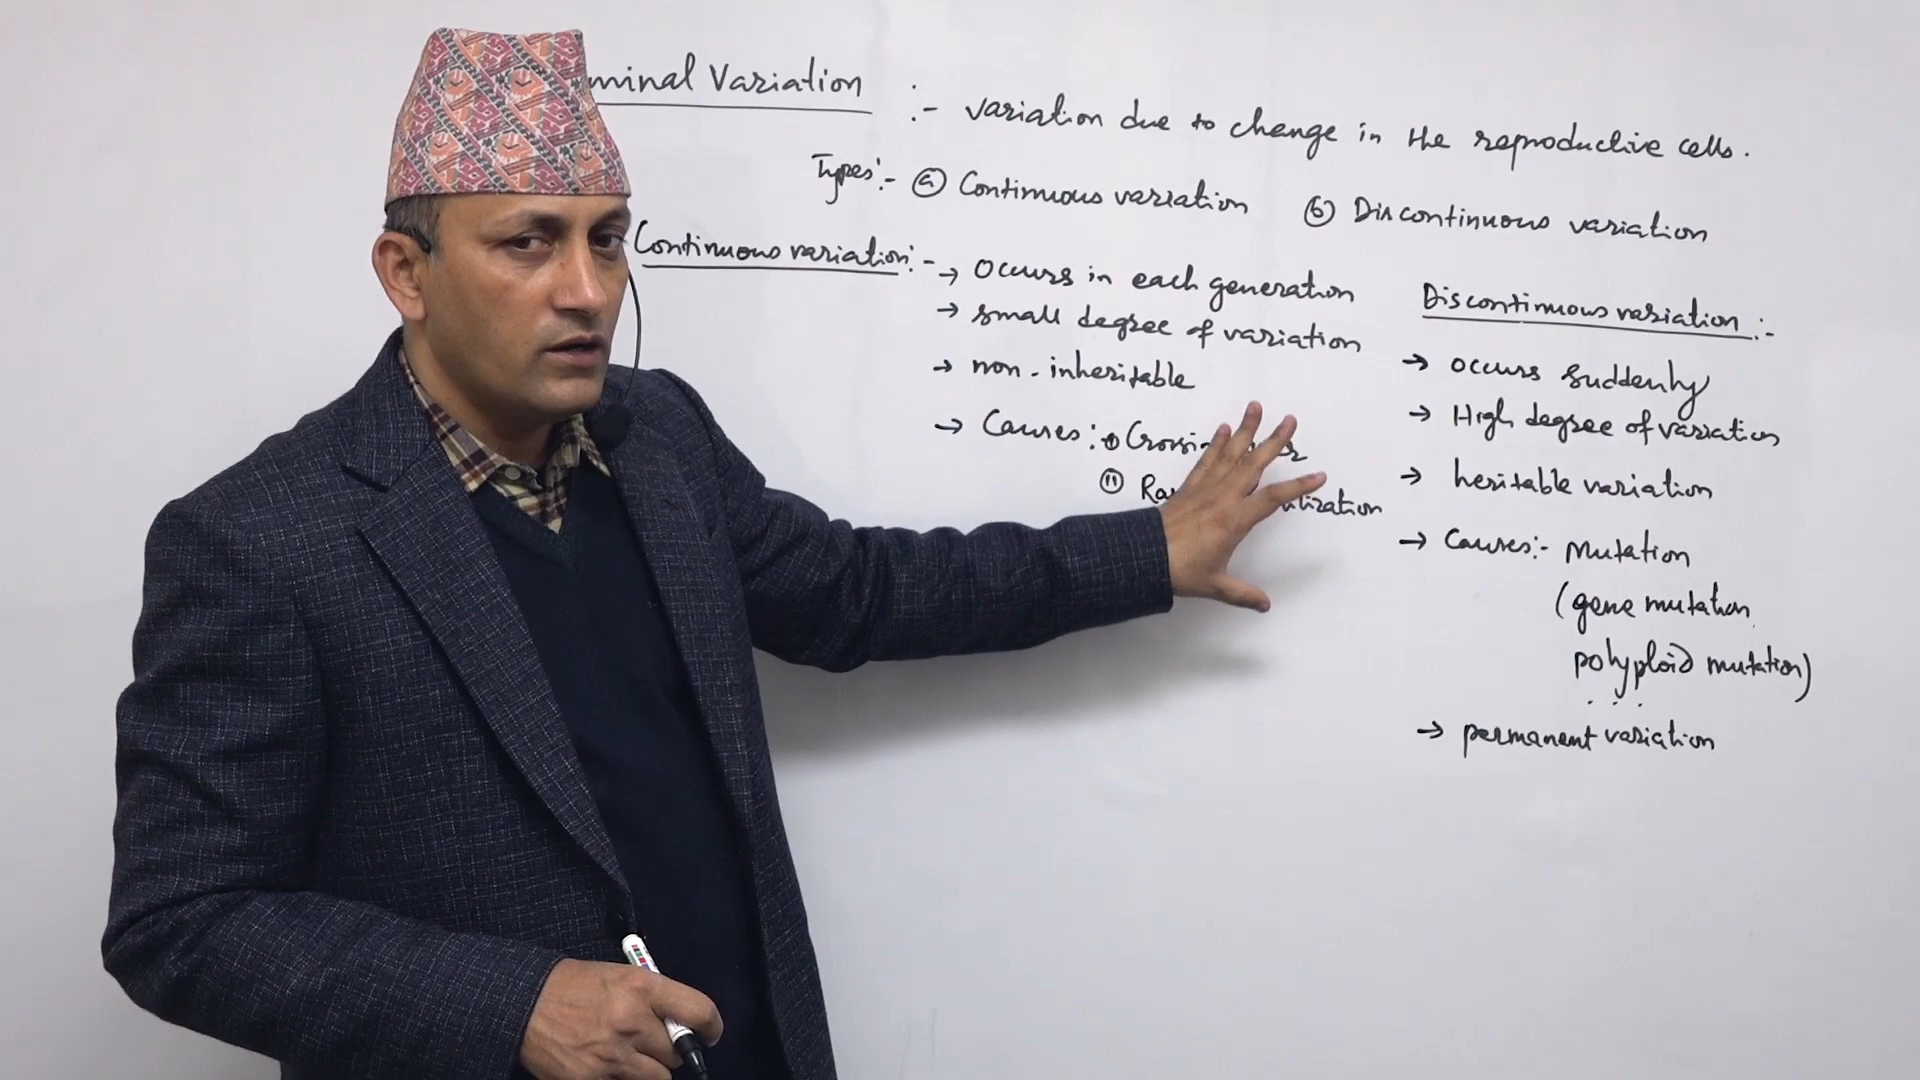 minal Variation :- variation due to change in the reproductive cells.
Types:- (a) Continuous variation (b) Discontinuous variation
Continuous variation:- → Occurs in each generation
→ small degree of variation
→ non-inheritable
→ Causes: (i)
(ii)
Discontinuous variation:-
→ occurs suddenly
→ High degree of variation
→ heritable variation
→ Causes:- Mutation
(gene mutation
polyploid mutation)
...
→ permanent variation